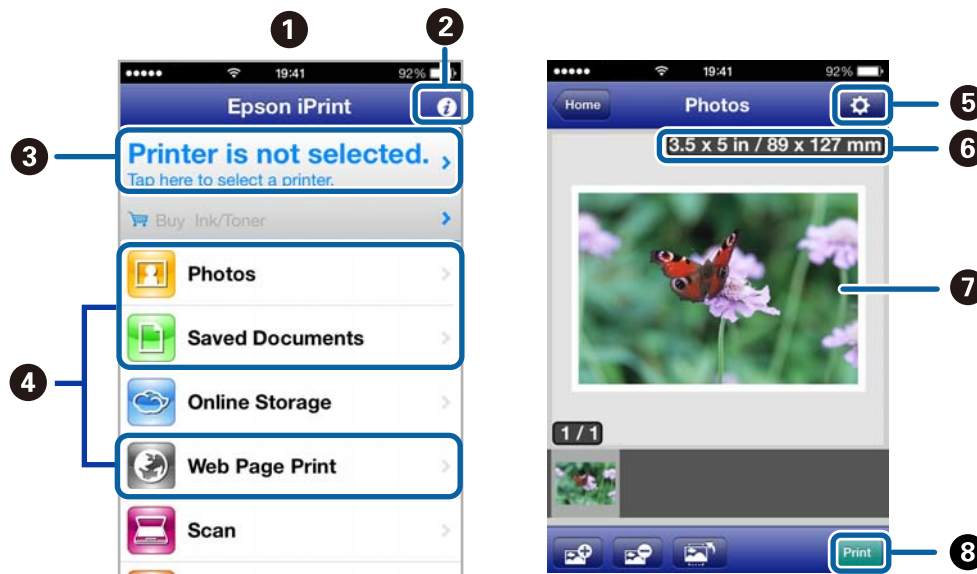 1
2
19:41
92%
Epson iPrint
3
Printer is not selected.
Tap here to select a printer.
Buy Ink/Toner
Photos
Saved Documents
4
Online Storage
Web Page Print
Scan
19:41
92%
Home
Photos
5
3.5 x 5 in / 89 x 127 mm
6
7
1 / 1
Print
8